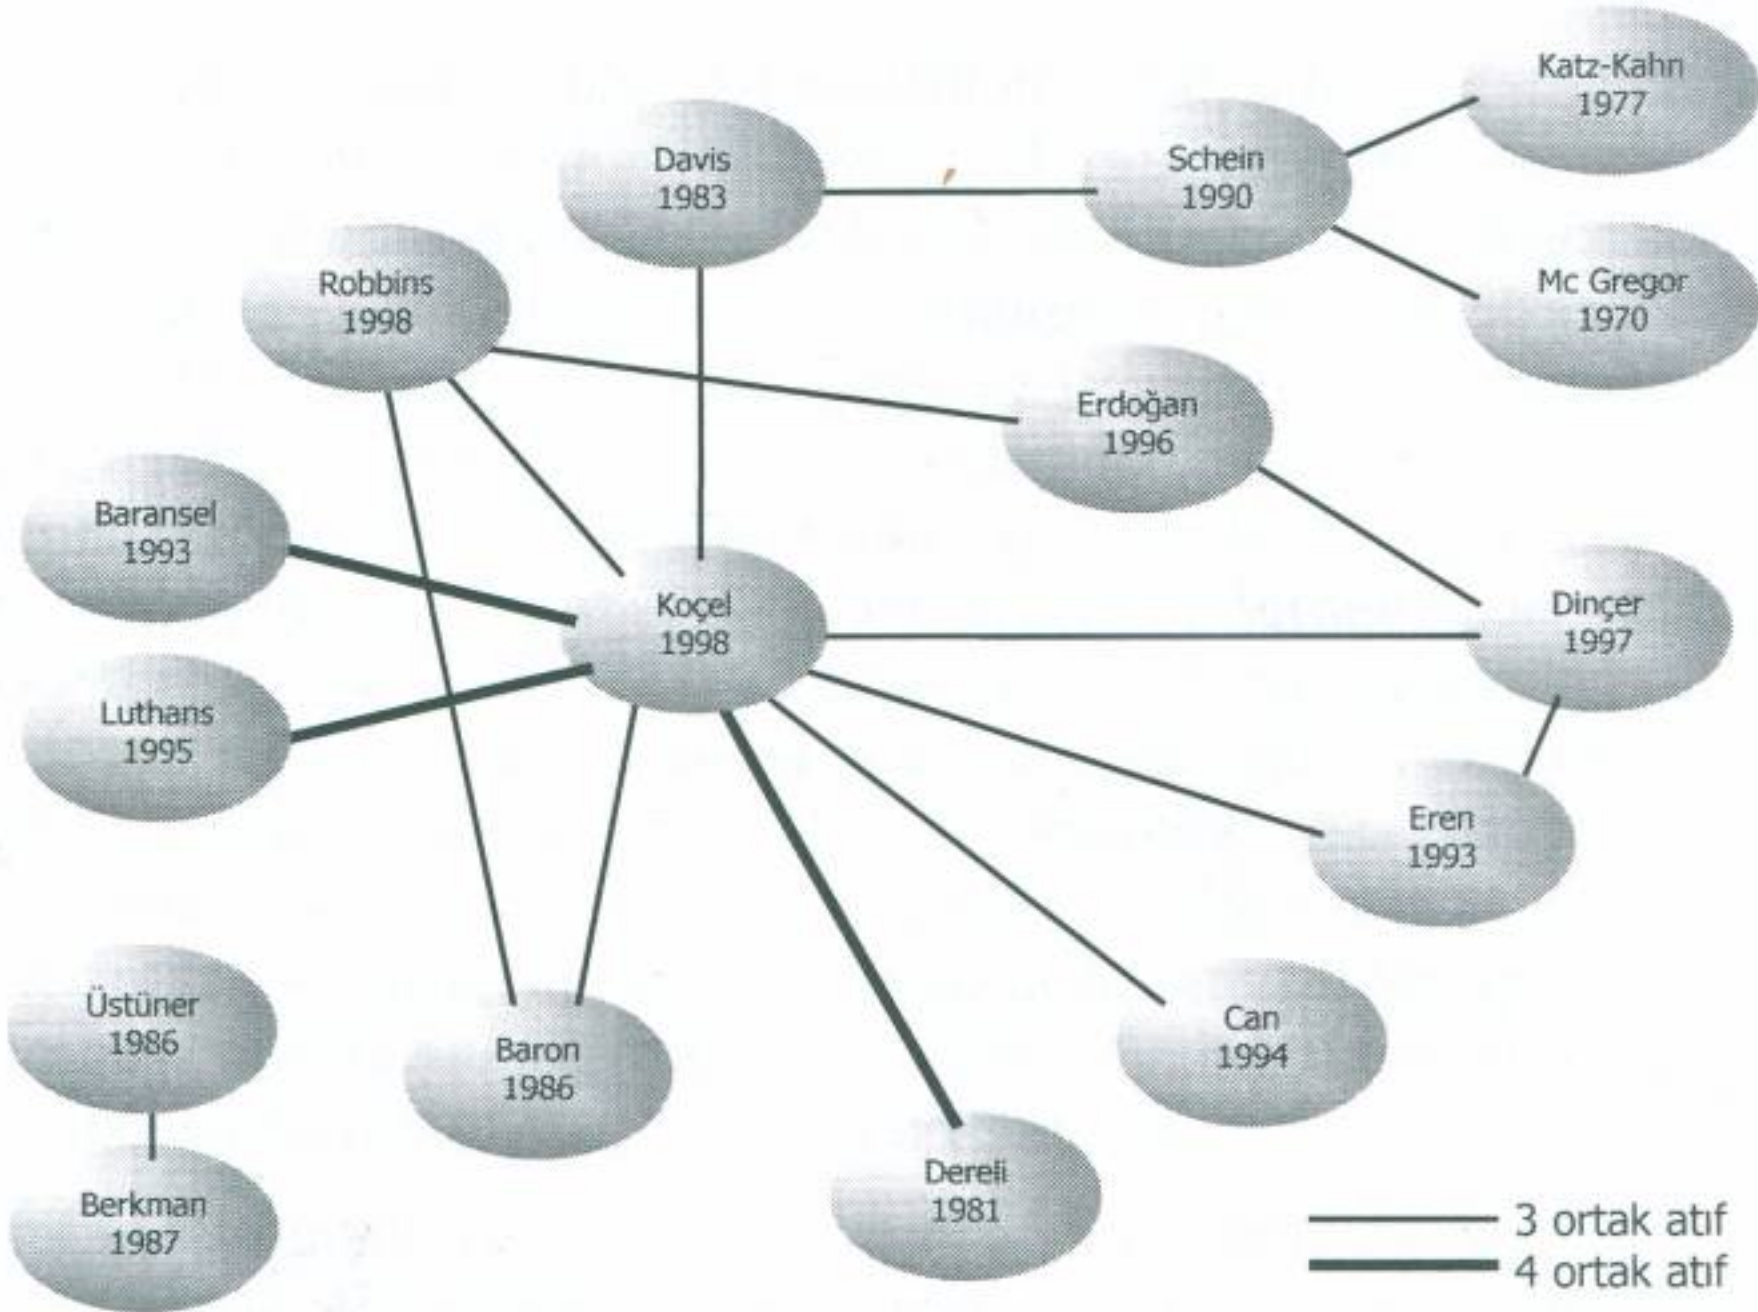 Katz-Kahn
1977
Davis
1983
Schein
1990
Robbins
1998
Mc Gregor
1970
Erdoğan
1996
Baransel
1993
Koçel
1998
Dinçer
1997
Luthans
1995
Eren
1993
Üstüner
1986
Baron
1986
Can
1994
Berkman
1987
Dereli
1981
3 ortak atıf
4 ortak atıf